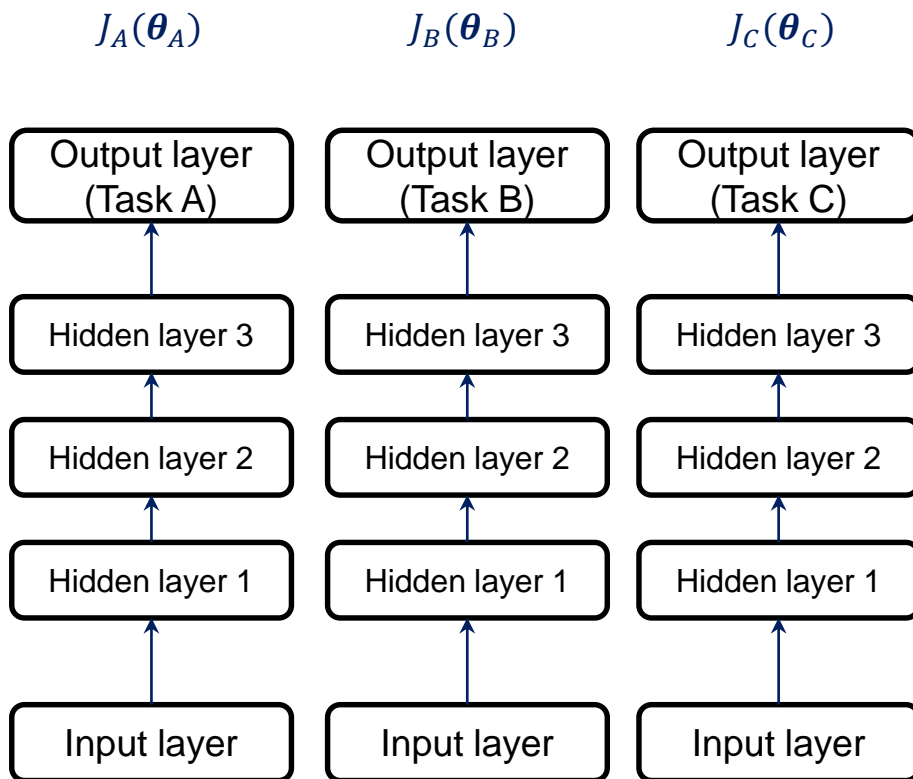 J_A(θ_A) J_B(θ_B) J_C(θ_C)
Output layer
(Task A)
Output layer
(Task B)
Output layer
(Task C)
Hidden layer 3 Hidden layer 3 Hidden layer 3
Hidden layer 2 Hidden layer 2 Hidden layer 2
Hidden layer 1 Hidden layer 1 Hidden layer 1
Input layer Input layer Input layer